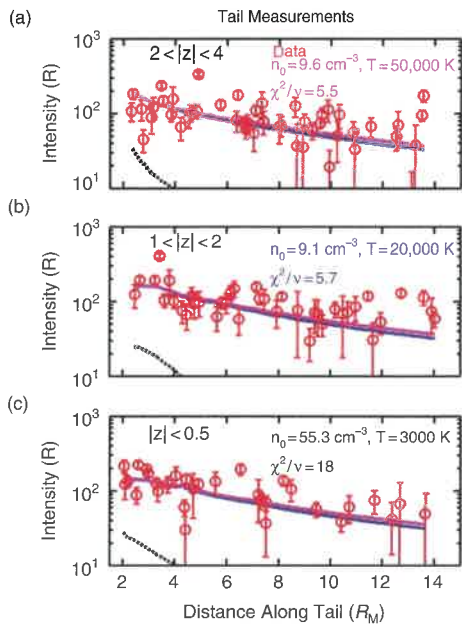 (a)
Tail Measurements
10³
2<|z|<4
Data
n₀=9.6 cm⁻³, T=50,000 K
χ²/ν=5.5
Intensity (R)
10²
10¹
(b)
10³
1<|z|<2
n₀=9.1 cm⁻³, T=20,000 K
χ²/ν=5.7
Intensity (R)
10²
10¹
(c)
10³
|z|<0.5
n₀=55.3 cm⁻³, T=3000 K
χ²/ν=18
Intensity (R)
10²
10¹
2 4 6 8 10 12 14
Distance Along Tail (R_M)